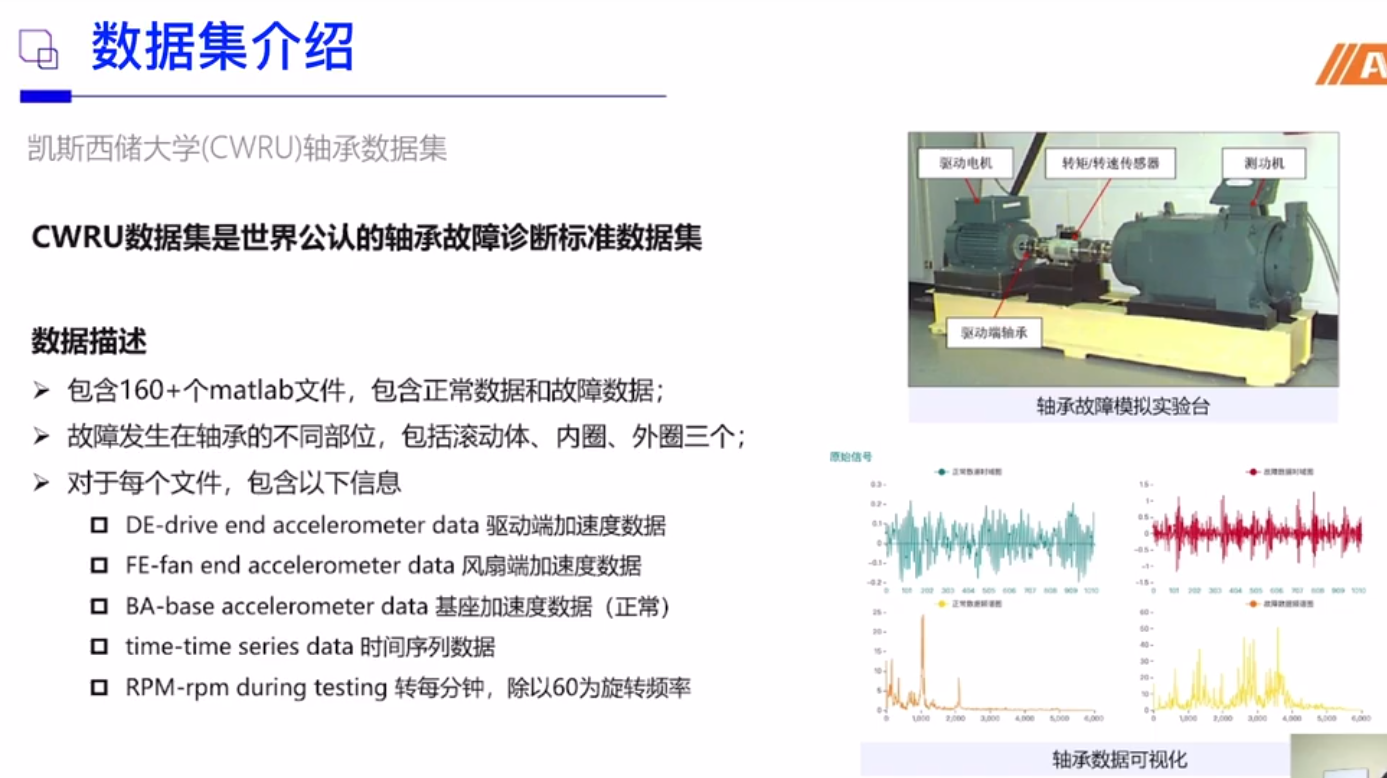 数据集介绍
凯斯西储大学(CWRU)轴承数据集
CWRU数据集是世界公认的轴承故障诊断标准数据集
数据描述
包含160+个matlab文件，包含正常数据和故障数据；
故障发生在轴承的不同部位，包括滚动体、内圈、外圈三个；
对于每个文件，包含以下信息
DE-drive end accelerometer data 驱动端加速度数据
FE-fan end accelerometer data 风扇端加速度数据
BA-base accelerometer data 基座加速度数据（正常）
time-time series data 时间序列数据
RPM-rpm during testing 转每分钟，除以60为旋转频率
驱动电机
转矩/转速传感器
测功机
驱动端轴承
轴承故障模拟实验台
原始信号
正常数据时域图
0.3
0.2
0.1
0
-0.1
-0.2
0 101 202 303 404 505 606 707 808 909 1010
故障数据时域图
1.5
1
0.5
0
-0.5
-1
-1.5
0 101 202 303 404 505 606 707 808 909 1010
正常数据频谱图
25
20
15
10
5
0
0 1,000 2,000 3,000 4,000 5,000 6,000
故障数据频谱图
60
50
40
30
20
10
0
0 1,000 2,000 3,000 4,000 5,000 6,000
轴承数据可视化